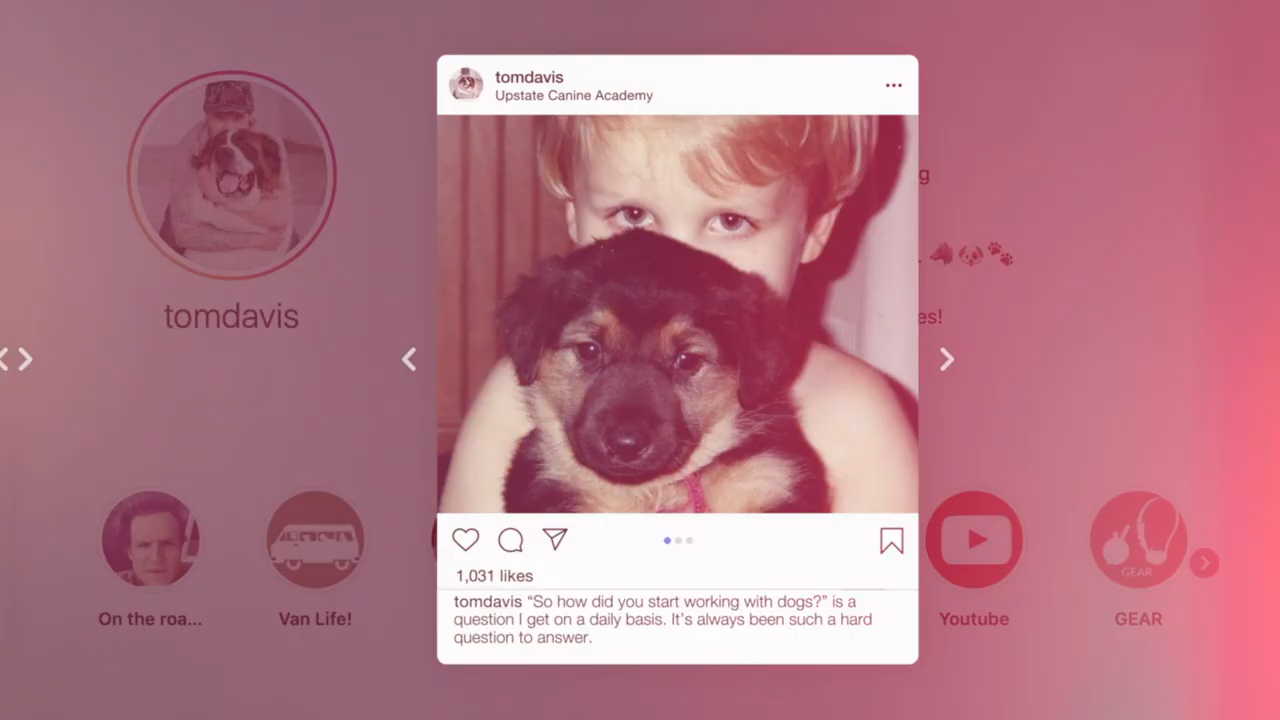 tomdavis
Upstate Canine Academy
g
tomdavis
es!
1,031 likes
tomdavis “So how did you start working with dogs?” is a
question I get on a daily basis. It’s always been such a hard
question to answer.
On the roa...
Van Life!
Youtube
GEAR
GEAR